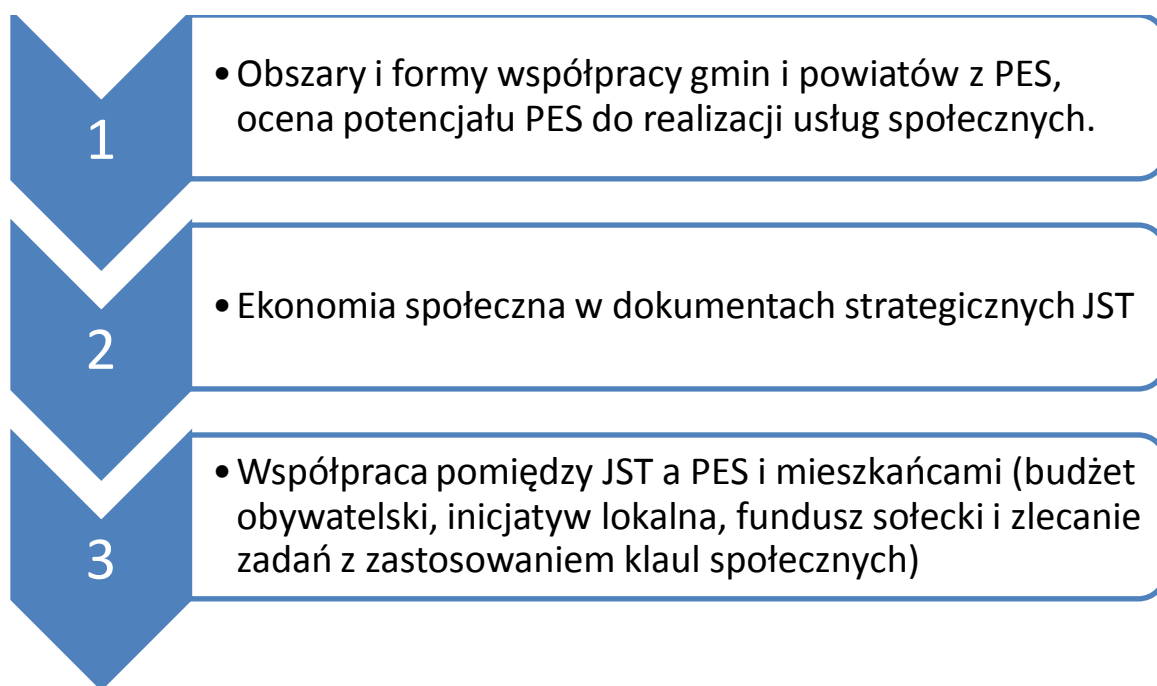 1
• Obszary i formy współpracy gmin i powiatów z PES,
ocena potencjału PES do realizacji usług społecznych.
2
• Ekonomia społeczna w dokumentach strategicznych JST
3
• Współpraca pomiędzy JST a PES i mieszkańcami (budżet
obywatelski, inicjatyw lokalna, fundusz sołecki i zlecanie
zadań z zastosowaniem klaul społecznych)